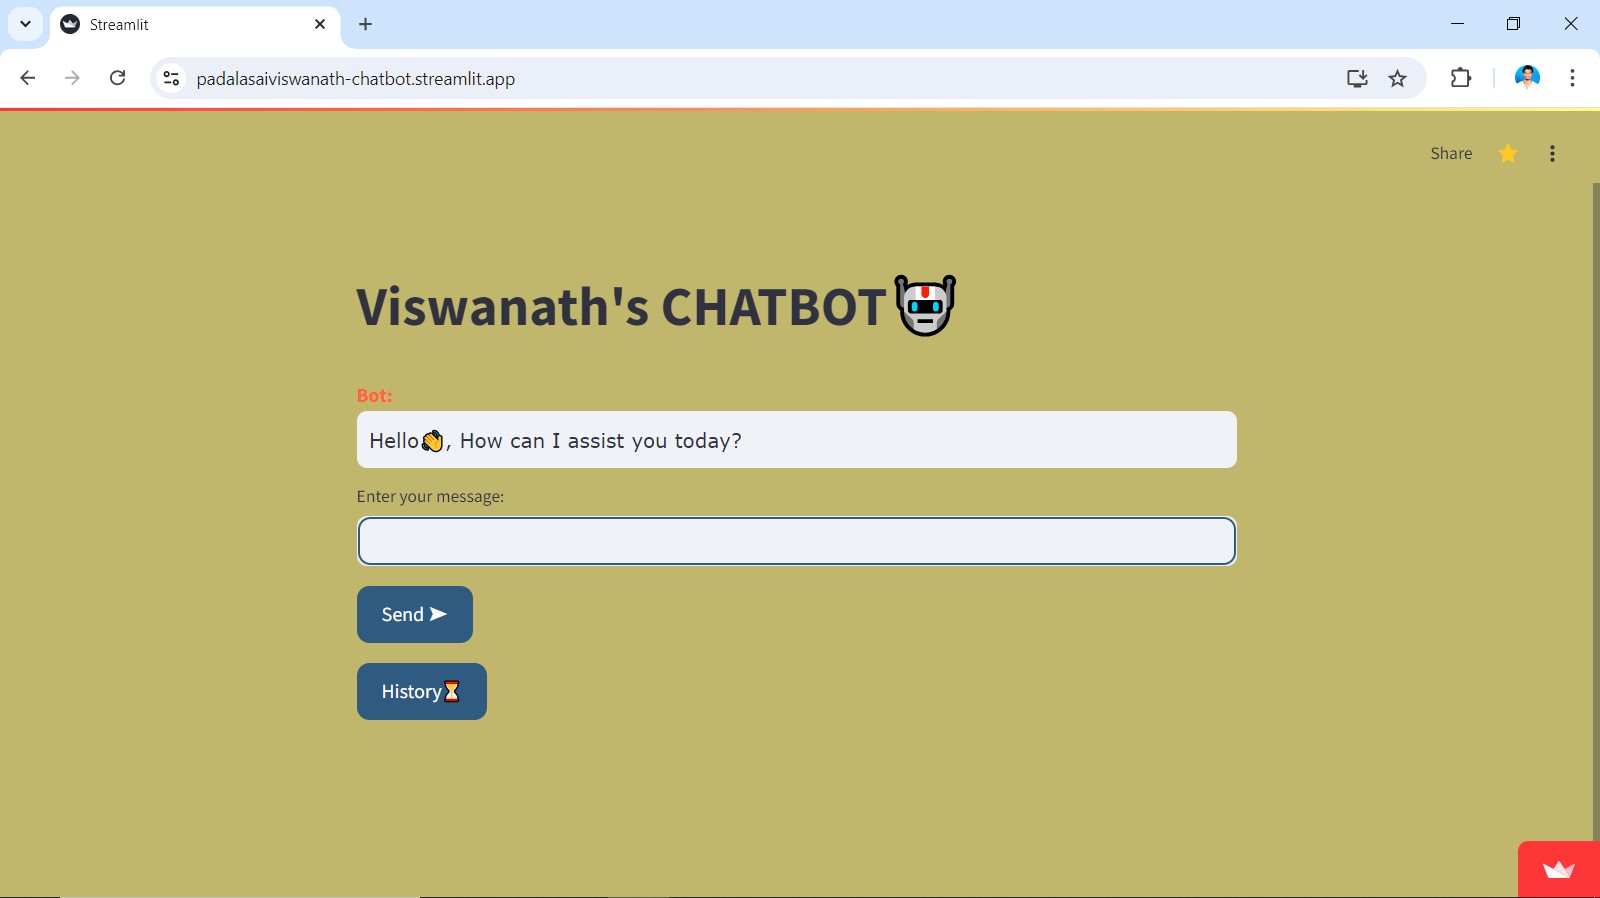 Streamlit
padalasaiviswanath-chatbot.streamlit.app
Share
Viswanath's CHATBOT🤖
Bot:
Hello👋, How can I assist you today?
Enter your message:
Send ➤
History⏳